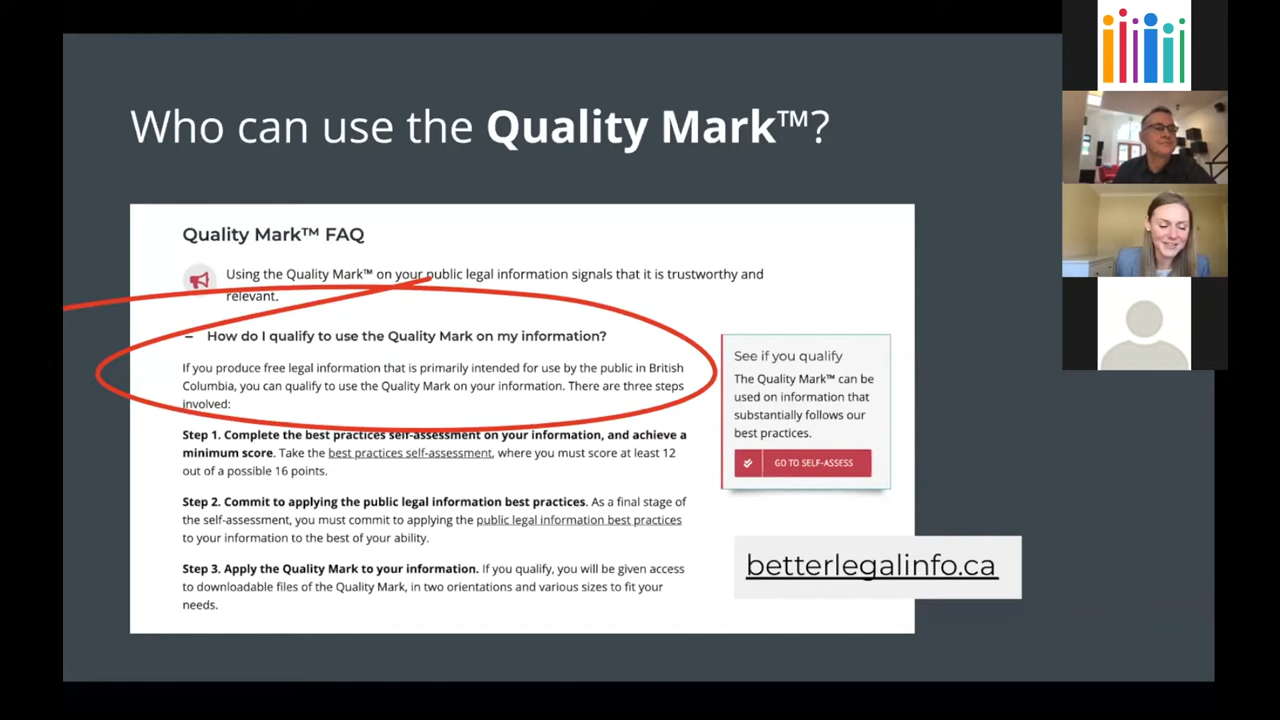 Who can use the Quality Mark™?
Quality Mark™ FAQ
Using the Quality Mark™ on your public legal information signals that it is trustworthy and
relevant.
– How do I qualify to use the Quality Mark on my information?
If you produce free legal information that is primarily intended for use by the public in British
Columbia, you can qualify to use the Quality Mark on your information. There are three steps
involved:
Step 1. Complete the best practices self-assessment on your information, and achieve a
minimum score. Take the best practices self-assessment, where you must score at least 12
out of a possible 16 points.
Step 2. Commit to applying the public legal information best practices. As a final stage of
the self-assessment, you must commit to applying the public legal information best practices
to your information to the best of your ability.
Step 3. Apply the Quality Mark to your information. If you qualify, you will be given access
to downloadable files of the Quality Mark, in two orientations and various sizes to fit your
needs.
See if you qualify
The Quality Mark™ can be
used on information that
substantially follows our
best practices.
GO TO SELF-ASSESS
betterlegalinfo.ca